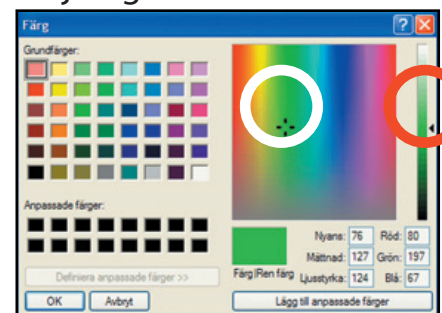 Färg
Grundfärger:
Anpassade färger:
Definiera anpassade färger >>
OK
Avbryt
Färg|Ren färg
Nyans: 76
Röd: 80
Mättnad: 127
Grön: 197
Ljusstyrka: 124
Blå: 67
Lägg till anpassade färger